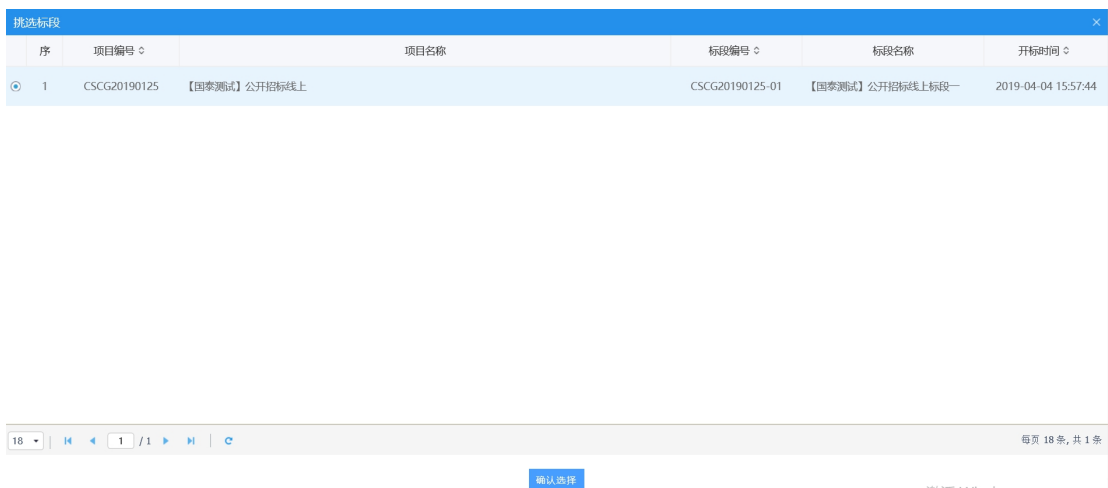 挑选标段
序 项目编号 项目名称 标段编号 标段名称 开标时间
1 CSCG20190125 【国泰测试】公开招标线上 CSCG20190125-01 【国泰测试】公开招标线上标段一 2019-04-04 15:57:44
18 1 / 1 每页 18 条, 共 1 条
确认选择